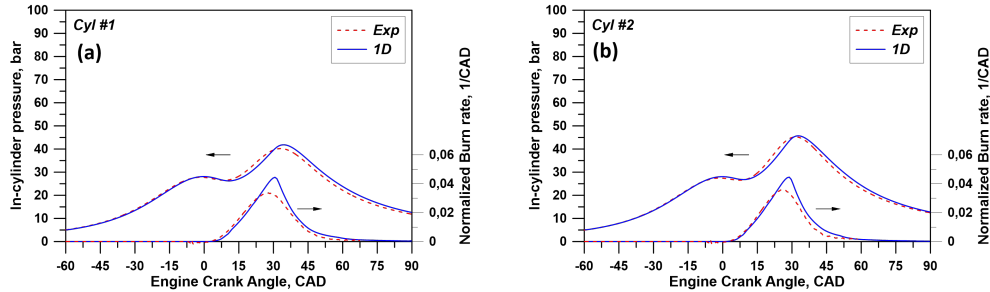 Cyl #1
(a)
Exp
1D
In-cylinder pressure, bar
100
90
80
70
60
50
40
30
20
10
0
0,06
0,04
0,02
0
Normalized Burn rate, 1/CAD
-60 -45 -30 -15 0 15 30 45 60 75 90
Engine Crank Angle, CAD
Cyl #2
(b)
Exp
1D
In-cylinder pressure, bar
100
90
80
70
60
50
40
30
20
10
0
0,06
0,04
0,02
0
Normalized Burn rate, 1/CAD
-60 -45 -30 -15 0 15 30 45 60 75 90
Engine Crank Angle, CAD